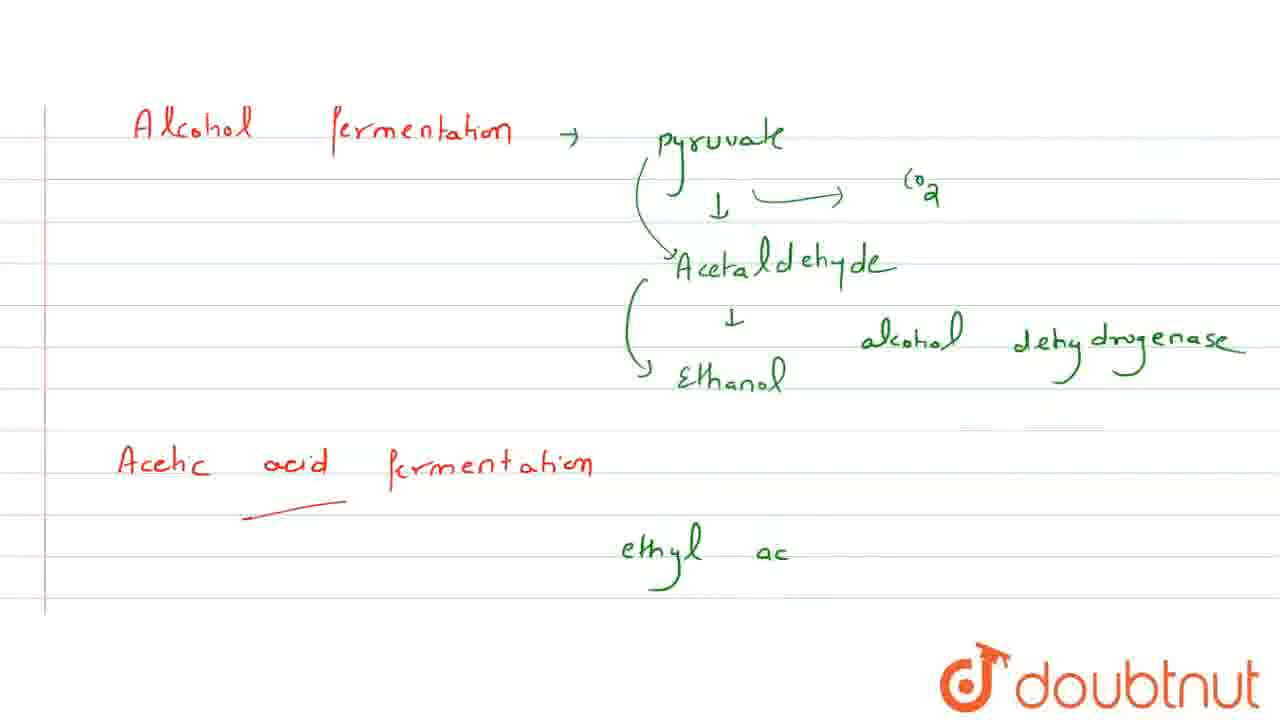 Alcohol fermentation → pyruvate
↓ → CO2
Acetaldehyde
↓ alcohol dehydrogenase
Ethanol
Acetic acid fermentation
ethyl ac
doubtnut